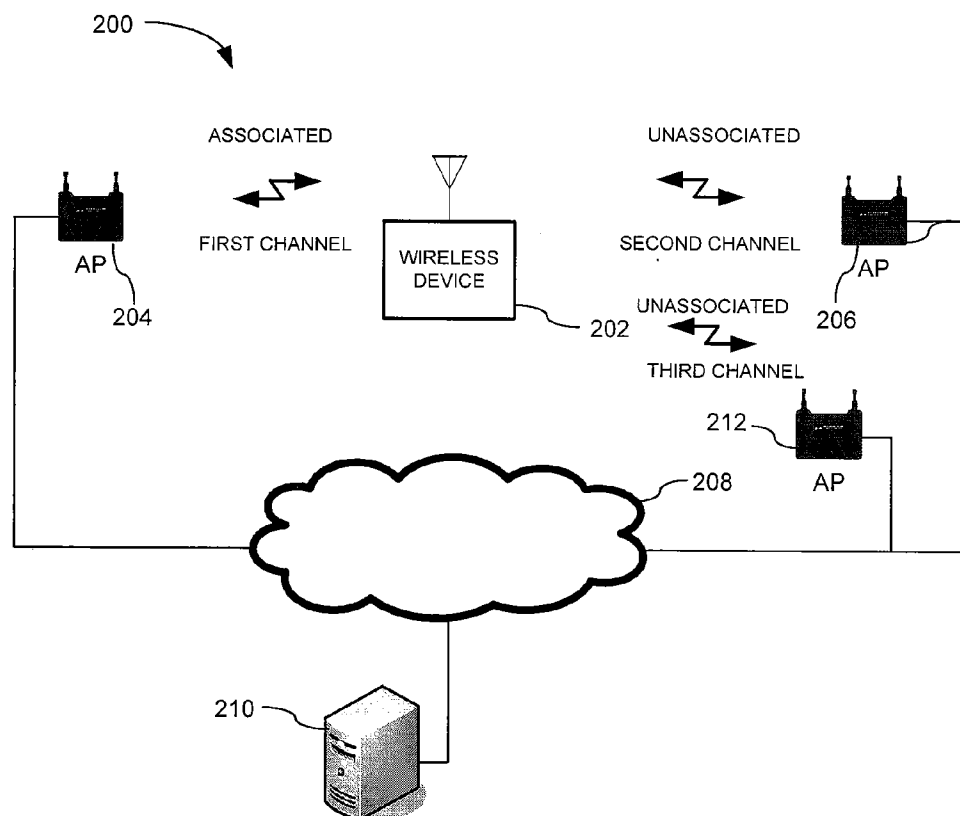 200
ASSOCIATED
UNASSOCIATED
FIRST CHANNEL
SECOND CHANNEL
WIRELESS
DEVICE
AP
AP
204
202
206
UNASSOCIATED
THIRD CHANNEL
212
AP
208
210